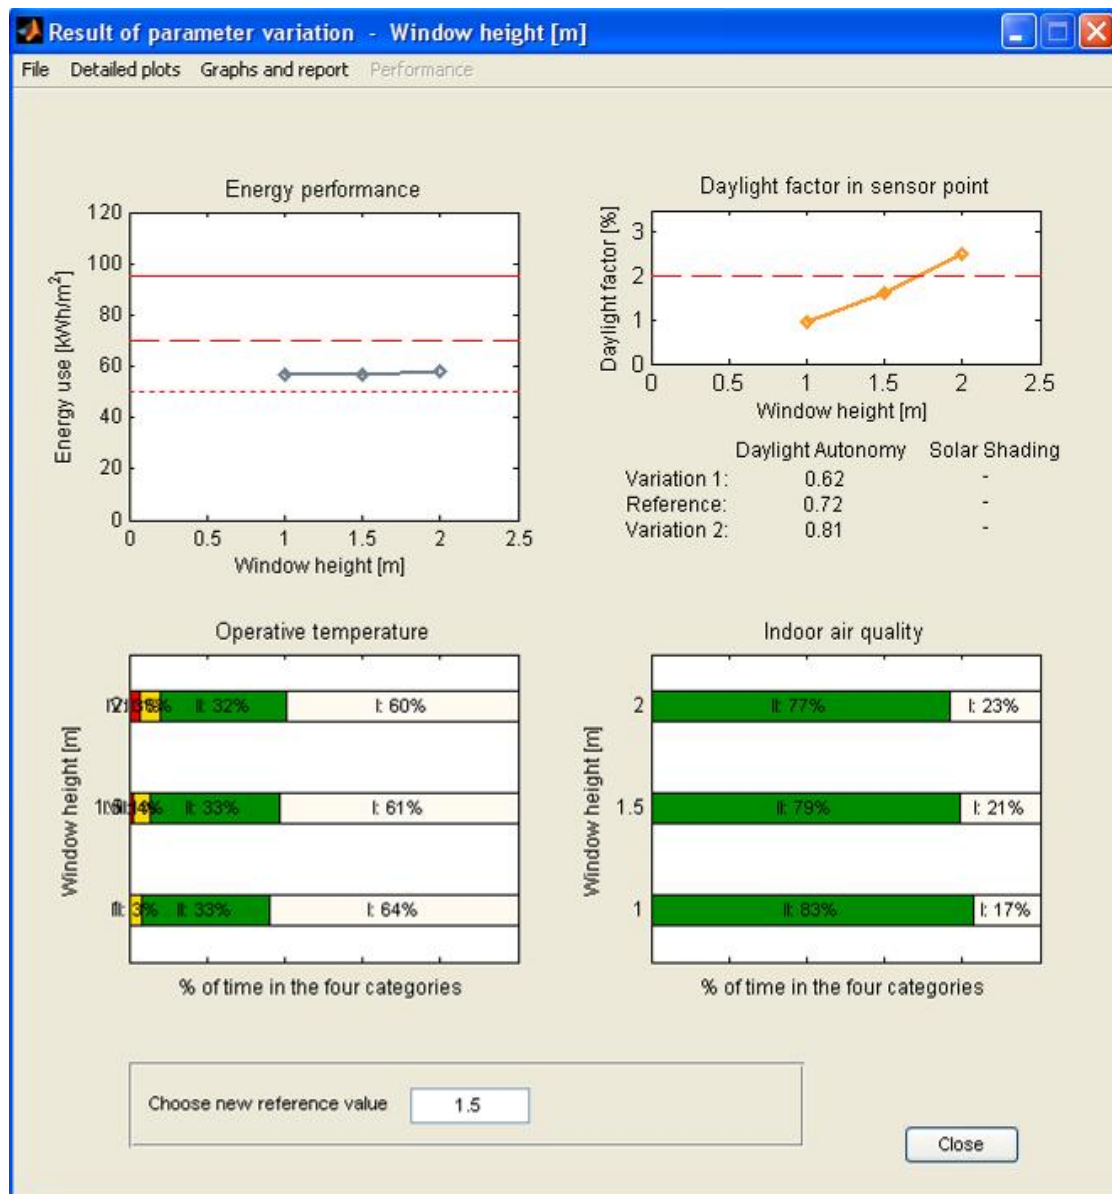 Result of parameter variation - Window height [m]
File Detailed plots Graphs and report Performance
Energy performance
120
100
80
60
40
20
0
Energy use [kWh/m²]
0 0.5 1 1.5 2 2.5
Window height [m]
Daylight factor in sensor point
3
2
1
0
Daylight factor [%]
0 0.5 1 1.5 2 2.5
Window height [m]
Daylight Autonomy Solar Shading
Variation 1: 0.62 -
Reference: 0.72 -
Variation 2: 0.81 -
Operative temperature
Window height [m]
II: 32% I: 60%
II: 33% I: 61%
3% II: 33% I: 64%
% of time in the four categories
Indoor air quality
Window height [m]
2 II: 77% I: 23%
1.5 II: 79% I: 21%
1 II: 83% I: 17%
% of time in the four categories
Choose new reference value 1.5
Close